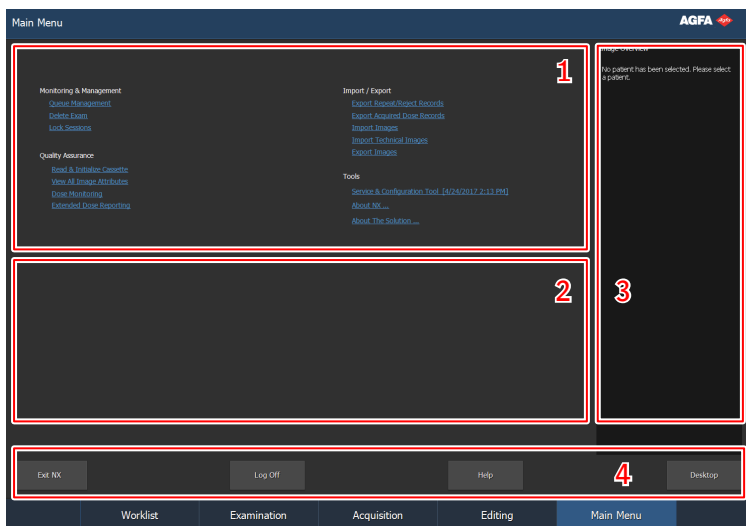 Main Menu
AGFA
Image Overview
No patient has been selected. Please select
a patient.
1
Monitoring & Management
Queue Management
Delete Exam
Lock Sessions
Quality Assurance
Read & Initialize Cassette
View All Image Attributes
Dose Monitoring
Extended Dose Reporting
Import / Export
Export Repeat/Reject Records
Export Acquired Dose Records
Import Images
Import Technical Images
Export Images
Tools
Service & Configuration Tool [4/24/2017 2:13 PM]
About NX ...
About The Solution ...
2
3
Exit NX
Log Off
Help
4
Desktop
Worklist
Examination
Acquisition
Editing
Main Menu